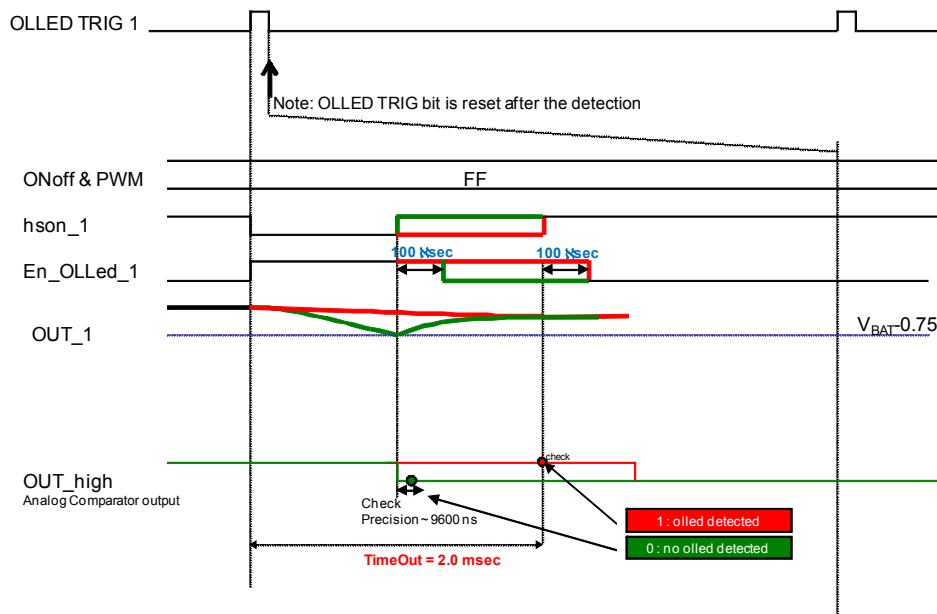 OLLED TRIG 1
Note: OLLED TRIG bit is reset after the detection
ONoff & PWM
FF
hson_1
100 sec 100 sec
En_OLLed_1
OUT_1
VBAT-0.75
check
OUT_high
Analog Comparator output
Check
Precision ~ 9600 ns
1 : olled detected
0 : no olled detected
TimeOut = 2.0 msec